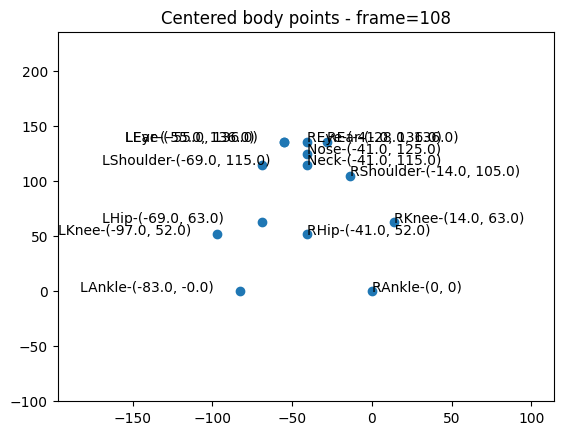 Centered body points - frame=108
LEye-(-55.0, 136.0)
REye-(-41.0, 136.0)
REar-(-28.0, 136.0)
Nose-(-41.0, 125.0)
LShoulder-(-69.0, 115.0)
Neck-(-41.0, 115.0)
RShoulder-(-14.0, 105.0)
LHip-(-69.0, 63.0)
RKnee-(14.0, 63.0)
LKnee-(-97.0, 52.0)
RHip-(-41.0, 52.0)
LAnkle-(-83.0, -0.0)
RAnkle-(0, 0)
200
150
100
50
0
−50
−100
−150
−100
−50
0
50
100